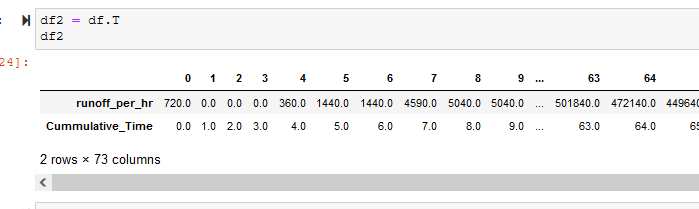 df2 = df.T
df2
24]:
0 1 2 3 4 5 6 7 8 9 ... 63 64
runoff_per_hr 720.0 0.0 0.0 0.0 360.0 1440.0 1440.0 4590.0 5040.0 5040.0 ... 501840.0 472140.0 449640
Cummulative_Time 0.0 1.0 2.0 3.0 4.0 5.0 6.0 7.0 8.0 9.0 ... 63.0 64.0 65
2 rows × 73 columns